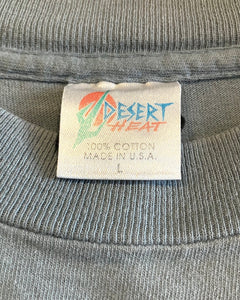 DESERT
HEAT
100% COTTON
MADE IN U.S.A.
L